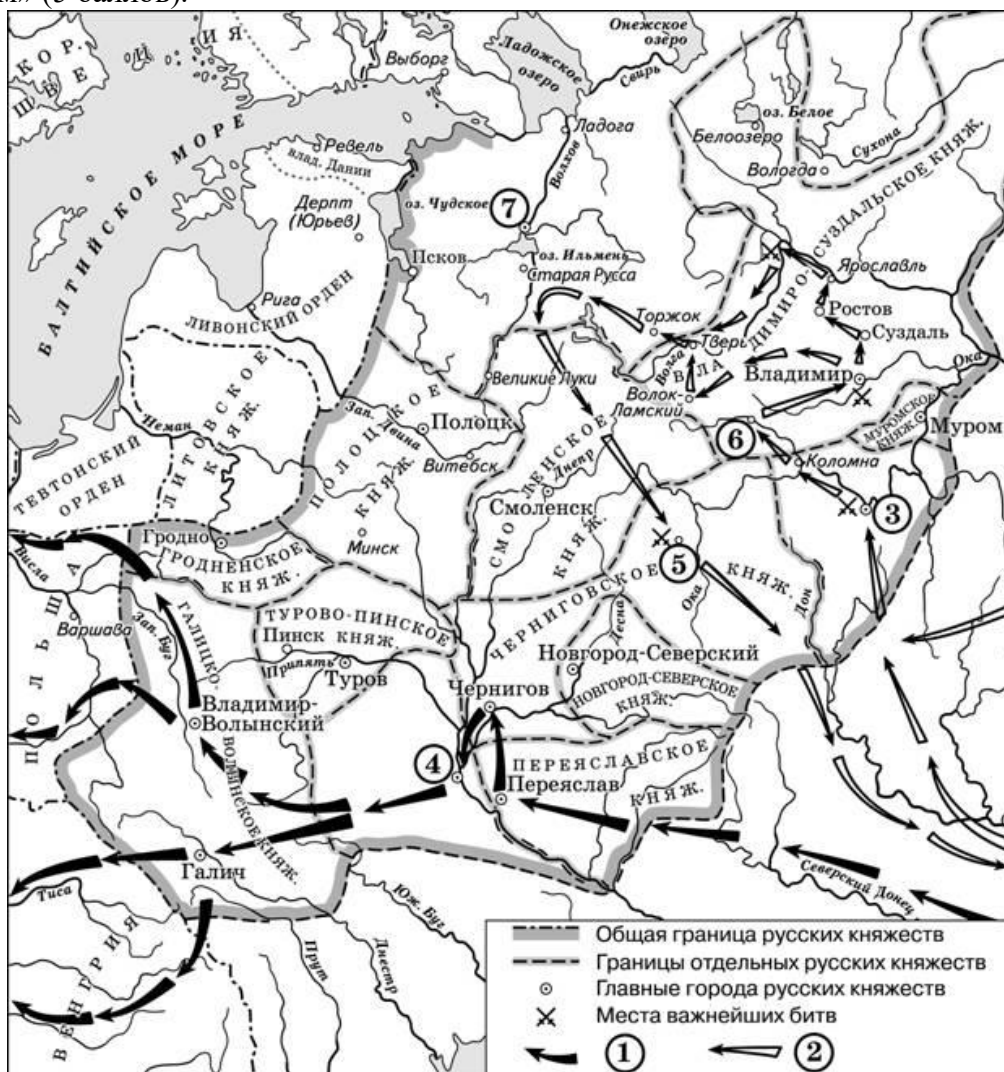 м» (3 баллов).
ШВЕ
КОР.
ЦИЯ
БАЛТИЙСКОЕ МОРЕ
Выборг
Ладожское озеро
Онежское озеро
Свирь
Ладога
Волхов
оз. Белое
Белоозеро
Вологда
Сухона
Ревель
влад. Дании
Дерпт (Юрьев)
оз. Чудское
Псков
7
оз. Ильмень
Старая Русса
Рига
ЛИВОНСКИЙ ОРДЕН
ВЛАДИМИРО-СУЗДАЛЬСКОЕ КНЯЖ.
Ярославль
Ростов
Суздаль
Торжок
Тверь
Волга
Владимир
Ока
Волок-Ламский
Великие Луки
6
МУРОМСКОЕ КНЯЖ.
Муром
Коломна
3
Неман
ЛИТОВСКОЕ КНЯЖ.
ТЕВТОНСКИЙ ОРДЕН
Зап. Двина
Полоцк
Витебск
ПОЛОЦКОЕ КНЯЖ.
Минск
СМОЛЕНСКОЕ КНЯЖ.
Днепр
Смоленск
5
Ока
Дон
Гродно
ГРОДНЕНСКОЕ КНЯЖ.
Висла
ПОЛЬША
Варшава
Зап. Буг
ТУРОВО-ПИНСКОЕ КНЯЖ.
Пинск
Припять
Туров
ЧЕРНИГОВСКОЕ КНЯЖ.
Десна
Новгород-Северский
НОВГОРОД-СЕВЕРСКОЕ КНЯЖ.
Чернигов
ГАЛИЦКО-ВОЛЫНСКОЕ КНЯЖ.
Владимир-Волынский
4
ПЕРЕЯСЛАВСКОЕ КНЯЖ.
Переяслав
Галич
Тиса
ВЕНГРИЯ
Прут
Днестр
Юж. Буг
Северский Донец
Общая граница русских княжеств
Границы отдельных русских княжеств
Главные города русских княжеств
Места важнейших битв
1 2